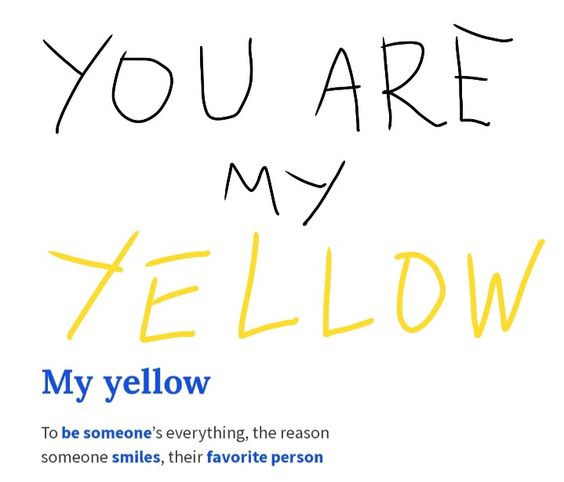 YOU ARE
MY
YELLOW
My yellow
To be someone’s everything, the reason
someone smiles, their favorite person